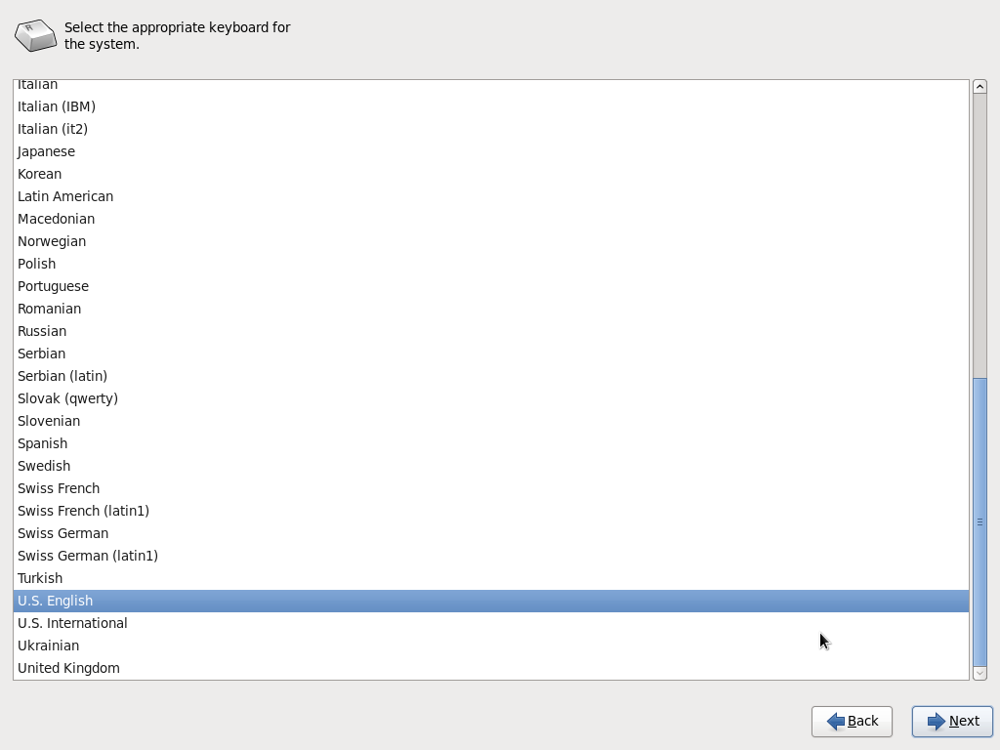 R
Select the appropriate keyboard for
the system.
Italian
Italian (IBM)
Italian (it2)
Japanese
Korean
Latin American
Macedonian
Norwegian
Polish
Portuguese
Romanian
Russian
Serbian
Serbian (latin)
Slovak (qwerty)
Slovenian
Spanish
Swedish
Swiss French
Swiss French (latin1)
Swiss German
Swiss German (latin1)
Turkish
U.S. English
U.S. International
Ukrainian
United Kingdom
Back
Next